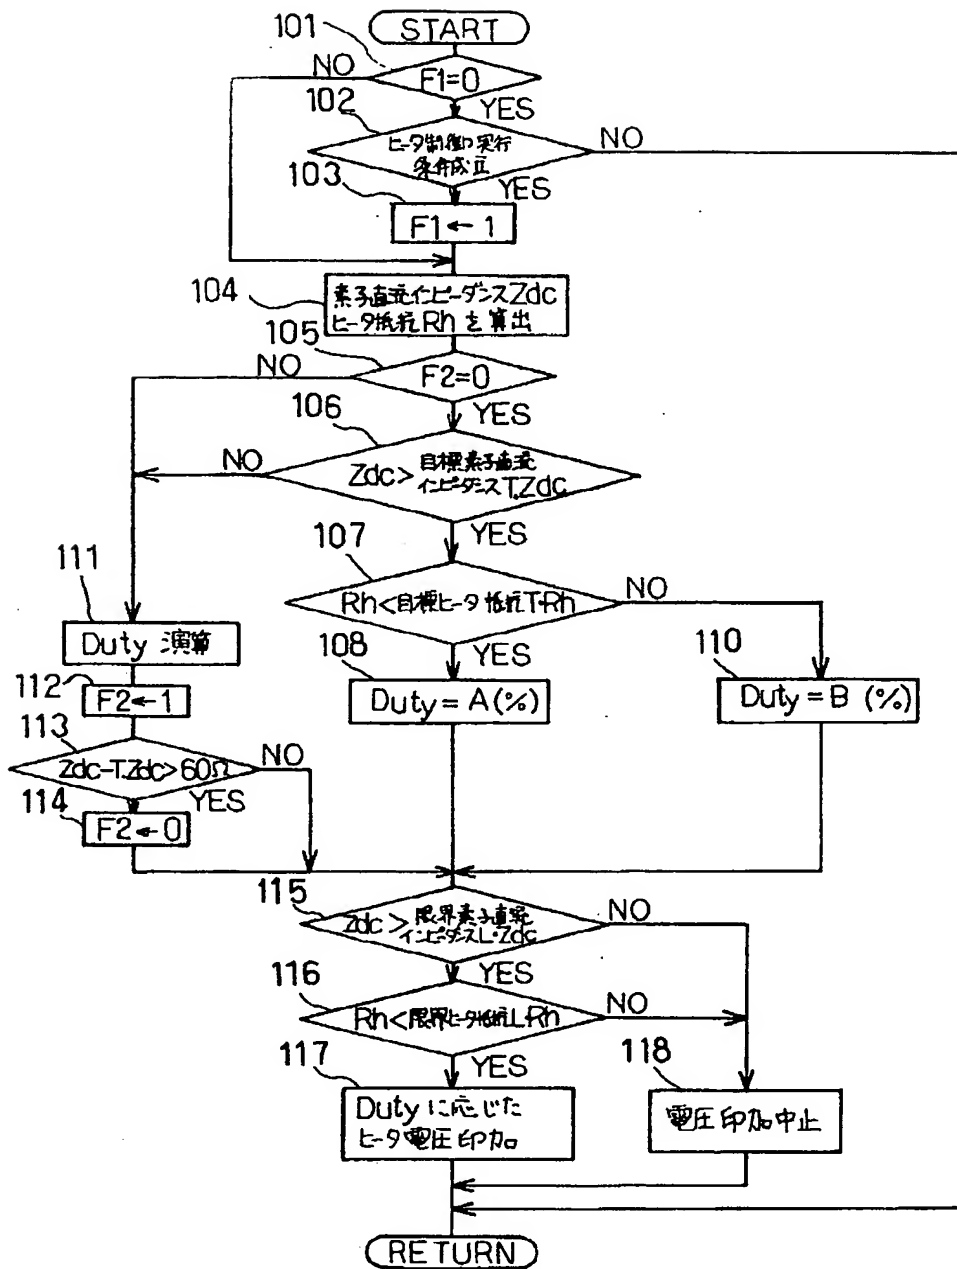 START
101
F1=0
NO
YES
102
ヒータ制御の実行
条件成立
NO
YES
103
F1←1
104
素子直流インピーダンスZdc
ヒータ抵抗Rhを算出
105
F2=0
NO
YES
106
Zdc>目標素子直流
インピーダンスT.Zdc
NO
YES
107
Rh<目標ヒータ抵抗T・Rh
NO
YES
108
Duty=A(%)
110
Duty=B (%)
111
Duty 演算
112
F2←1
113
Zdc-T.Zdc>60Ω
NO
YES
114
F2←0
115
Zdc>限界素子直流
インピーダンスL・Zdc
NO
YES
116
Rh<限界ヒータ抵抗L・Rh
NO
YES
117
Dutyに応じた
ヒータ電圧印加
118
電圧印加中止
RETURN